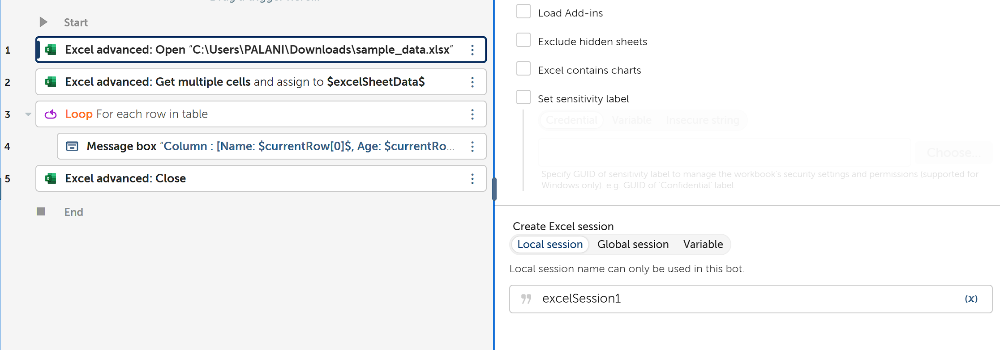 Drag a trigger here...
Start
1 Excel advanced: Open “C:\Users\PALANI\Downloads\sample_data.xlsx”
2 Excel advanced: Get multiple cells and assign to $excelSheetData$
3 Loop For each row in table
4 Message box “Column : [Name: $currentRow[0]$, Age: $currentRo...
5 Excel advanced: Close
End
Load Add-ins
Exclude hidden sheets
Excel contains charts
Set sensitivity label
Credential Variable Insecure string
Choose...
Specify GUID of sensitivity label to manage the workbook's security settings and permissions (supported for
Windows only). e.g. GUID of 'Confidential' label.
Create Excel session
Local session Global session Variable
Local session name can only be used in this bot.
excelSession1 (x)